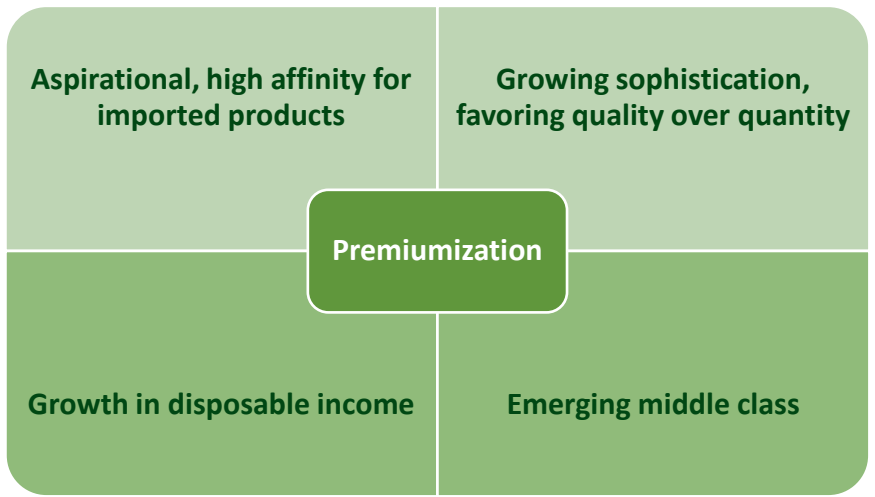 Aspirational, high affinity for
imported products
Growing sophistication,
favoring quality over quantity
Premiumization
Growth in disposable income
Emerging middle class